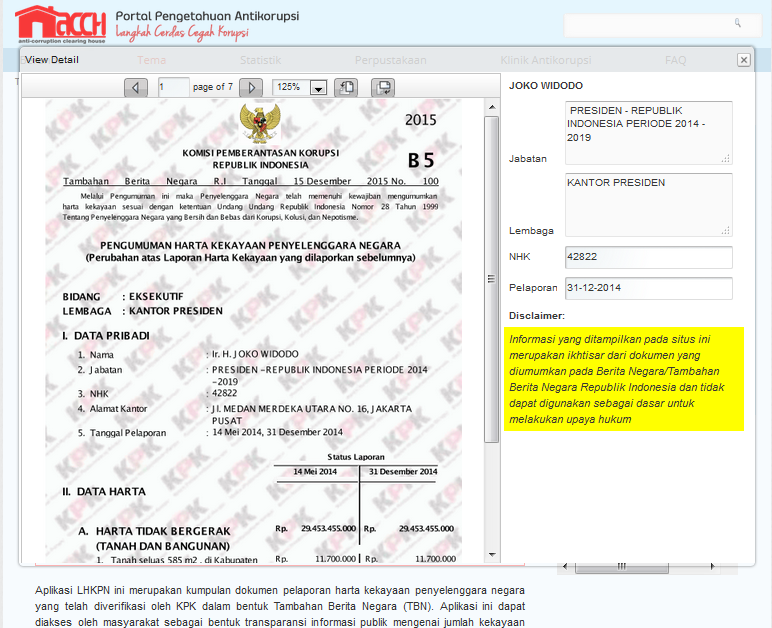 acch
anti-corruption clearing house
Portal Pengetahuan Antikorupsi
Langkah Cerdas Cegah Korupsi
Tema Statistik Perpustakaan Klinik Antikorupsi FAQ
View Detail
1 page of 7 125%
2015
KOMISI PEMBERANTASAN KORUPSI
REPUBLIK INDONESIA
B 5
Tambahan Berita Negara R.I Tanggal 15 Desember 2015 No. 100
Melalui Pengumuman ini maka Penyelenggara Negara telah memenuhi kewajiban mengumumkan
harta kekayaan sesuai dengan ketentuan Undang Undang Republik Indonesia Nomor 28 Tahun 1999
Tentang Penyelenggara Negara yang Bersih dan Bebas dari Korupsi, Kolusi, dan Nepotisme.
PENGUMUMAN HARTA KEKAYAAN PENYELENGGARA NEGARA
(Perubahan atas Laporan Harta Kekayaan yang dilaporkan sebelumnya)
BIDANG : EKSEKUTIF
LEMBAGA : KANTOR PRESIDEN
I. DATA PRIBADI
1. Nama : Ir. H. JOKO WIDODO
2. Jabatan : PRESIDEN -REPUBLIK INDONESIA PERIODE 2014
-2019
3. NHK : 42822
4. Alamat Kantor : Jl. MEDAN MERDEKA UTARA NO. 16, JAKARTA
PUSAT
5. Tanggal Pelaporan : 14 Mei 2014, 31 Desember 2014
Status Laporan
14 Mei 2014 31 Desember 2014
II. DATA HARTA
A. HARTA TIDAK BERGERAK Rp. 29.453.455.000 Rp. 29.453.455.000
(TANAH DAN BANGUNAN)
1. Tanah seluas 585 m2 , di Kabupaten Rp. 11.700.000 Rp. 11.700.000
KPK
JOKO WIDODO
Jabatan
PRESIDEN - REPUBLIK
INDONESIA PERIODE 2014 -
2019
Lembaga
KANTOR PRESIDEN
NHK 42822
Pelaporan 31-12-2014
Disclaimer:
Informasi yang ditampilkan pada situs ini
merupakan ikhtisar dari dokumen yang
diumumkan pada Berita Negara/Tambahan
Berita Negara Republik Indonesia dan tidak
dapat digunakan sebagai dasar untuk
melakukan upaya hukum
Aplikasi LHKPN ini merupakan kumpulan dokumen pelaporan harta kekayaan penyelenggara negara
yang telah diverifikasi oleh KPK dalam bentuk Tambahan Berita Negara (TBN). Aplikasi ini dapat
diakses oleh masyarakat sebagai bentuk transparansi informasi publik mengenai jumlah kekayaan